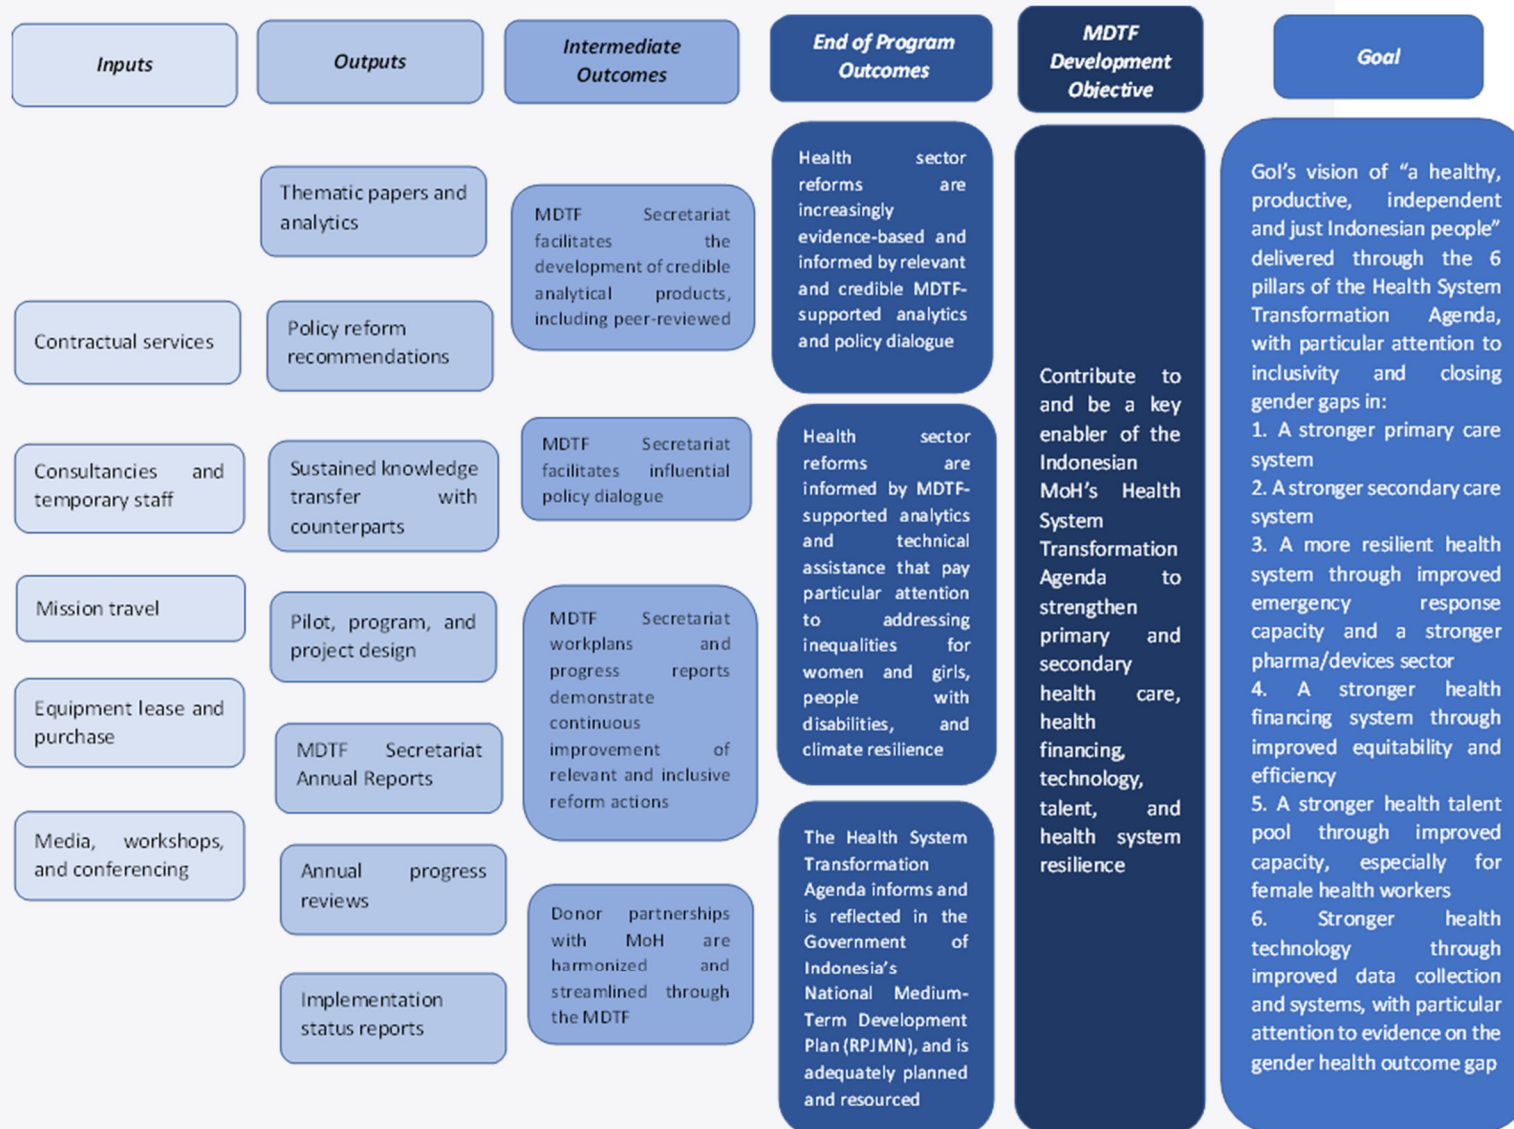 Inputs
Outputs
Intermediate
Outcomes
End of Program
Outcomes
MDTF
Development
Objective
Goal
Contractual services
Consultancies and
temporary staff
Mission travel
Equipment lease and
purchase
Media, workshops,
and conferencing
Thematic papers and
analytics
Policy reform
recommendations
Sustained knowledge
transfer with
counterparts
Pilot, program, and
project design
MDTF Secretariat
Annual Reports
Annual progress
reviews
Implementation
status reports
MDTF Secretariat
facilitates the
development of credible
analytical products,
including peer-reviewed
MDTF Secretariat
facilitates influential
policy dialogue
MDTF Secretariat
workplans and
progress reports
demonstrate
continuous
improvement of
relevant and inclusive
reform actions
Donor partnerships
with MoH are
harmonized and
streamlined through
the MDTF
Health sector
reforms are
increasingly
evidence-based and
informed by relevant
and credible MDTF-
supported analytics
and policy dialogue
Health sector
reforms are
informed by MDTF-
supported analytics
and technical
assistance that pay
particular attention
to addressing
inequalities for
women and girls,
people with
disabilities, and
climate resilience
The Health System
Transformation
Agenda informs and
is reflected in the
Government of
Indonesia's
National Medium-
Term Development
Plan (RPJMN), and is
adequately planned
and resourced
Contribute to
and be a key
enabler of the
Indonesian
MoH's Health
System
Transformation
Agenda to
strengthen
primary and
secondary
health care,
health
financing,
technology,
talent, and
health system
resilience
GoI's vision of "a healthy,
productive, independent
and just Indonesian people"
delivered through the 6
pillars of the Health System
Transformation Agenda,
with particular attention to
inclusivity and closing
gender gaps in:
1. A stronger primary care
system
2. A stronger secondary care
system
3. A more resilient health
system through improved
emergency response
capacity and a stronger
pharma/devices sector
4. A stronger health
financing system through
improved equitability and
efficiency
5. A stronger health talent
pool through improved
capacity, especially for
female health workers
6. Stronger health
technology through
improved data collection
and systems, with particular
attention to evidence on the
gender health outcome gap